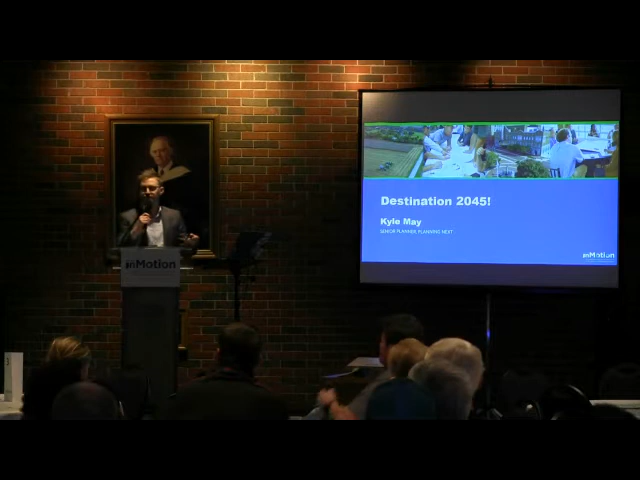 Destination 2045!
Kyle May
SENIOR PLANNER, PLANNING NEXT
inMotion
inMotion